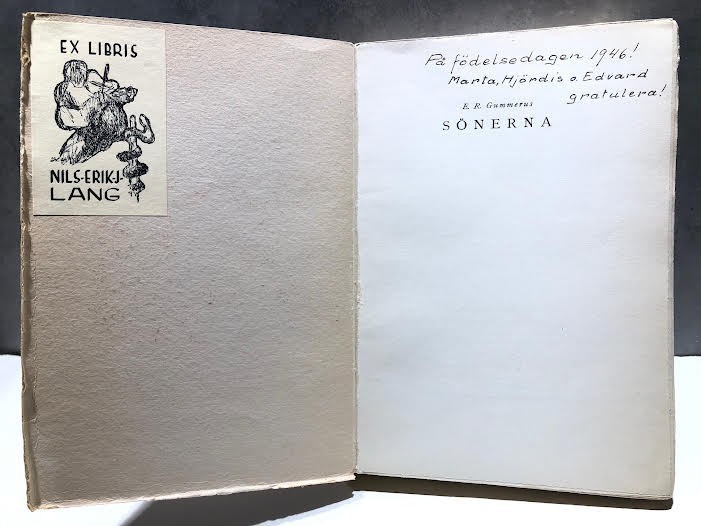 EX LIBRIS
NILS-ERIK-J-
LANG
På födelsedagen 1946!
Marta, Hjördis o. Edvard
gratulera!
E. R. Gummerus
SÖNERNA